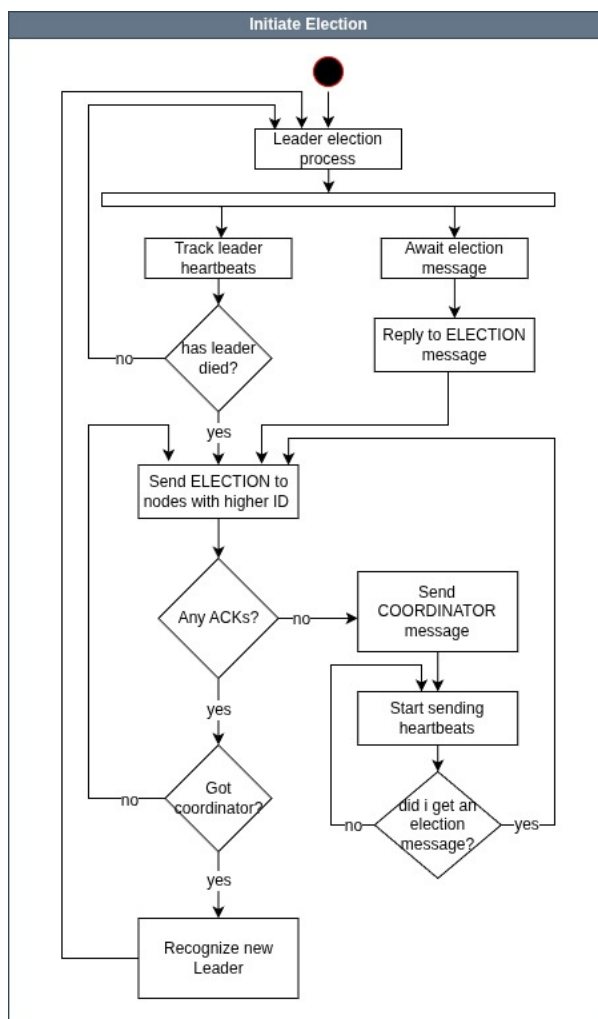 Initiate Election
Leader election
process
Track leader
heartbeats
Await election
message
has leader
died?
no
yes
Reply to ELECTION
message
Send ELECTION to
nodes with higher ID
Any ACKs?
no
yes
Send
COORDINATOR
message
Start sending
heartbeats
Got
coordinator?
no
yes
did i get an
election
message?
no
yes
Recognize new
Leader